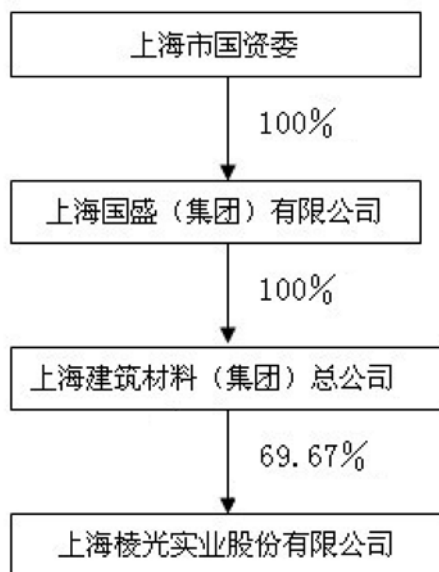 上海市国资委
100%
上海国盛（集团）有限公司
100%
上海建筑材料（集团）总公司
69.67%
上海棱光实业股份有限公司